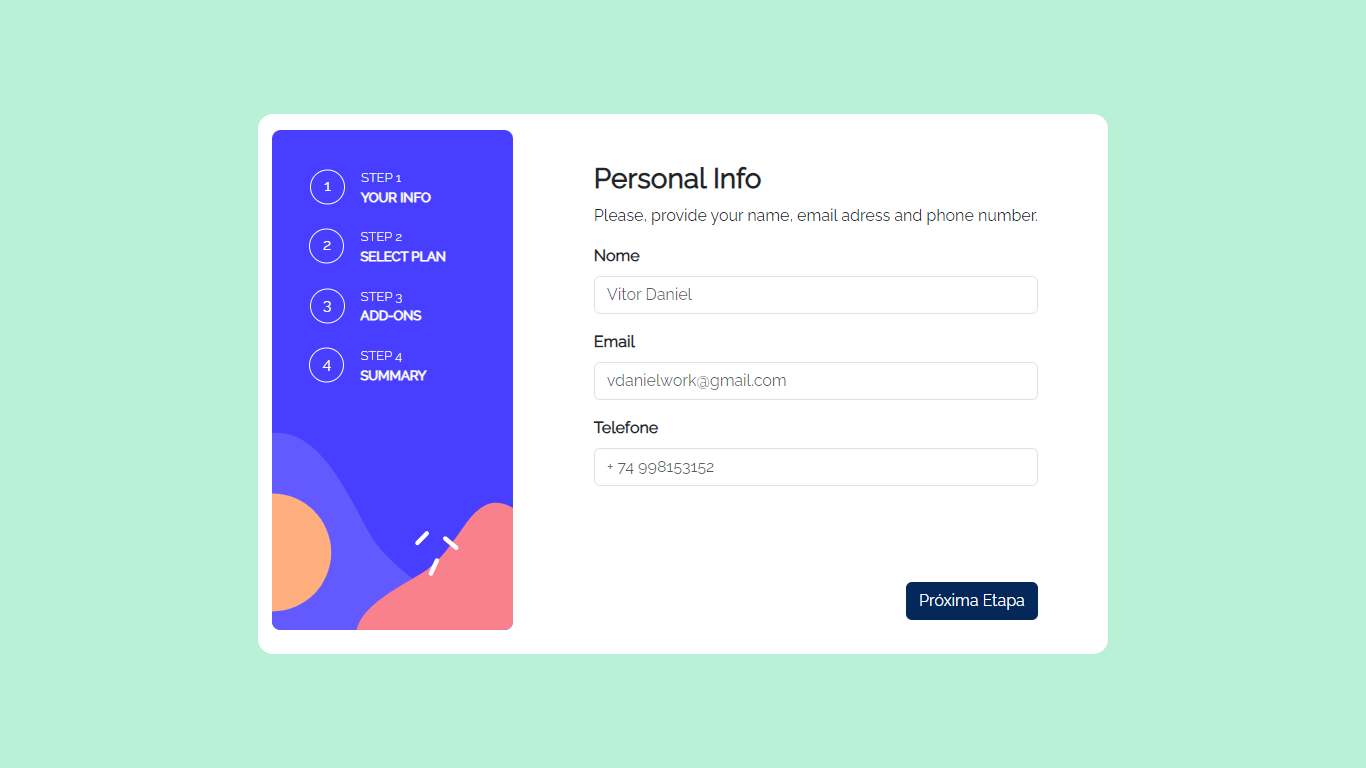 1
STEP 1
YOUR INFO
2
STEP 2
SELECT PLAN
3
STEP 3
ADD-ONS
4
STEP 4
SUMMARY
Personal Info
Please, provide your name, email adress and phone number.
Nome
Vitor Daniel
Email
vdanielwork@gmail.com
Telefone
+ 74 998153152
Próxima Etapa